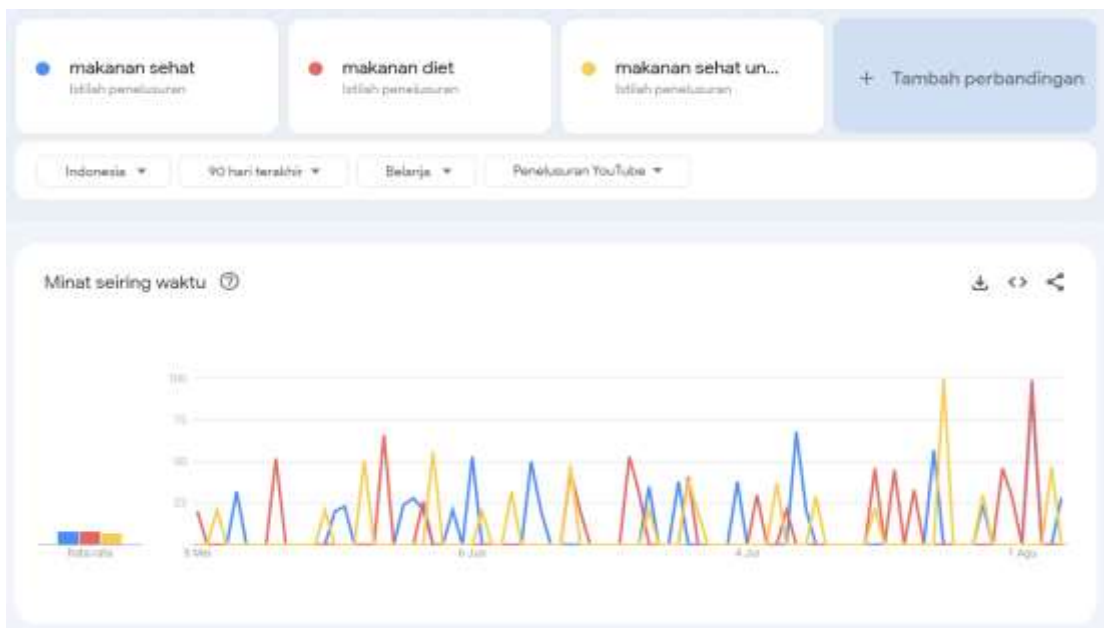 makanan sehat
Istilah penelusuran
makanan diet
Istilah penelusuran
makanan sehat un...
Istilah penelusuran
+ Tambah perbandingan
Indonesia
90 hari terakhir
Belanja
Penelusuran YouTube
Minat seiring waktu
100
75
50
25
Rata-rata
6 Jun
4 Jul
1 Agu